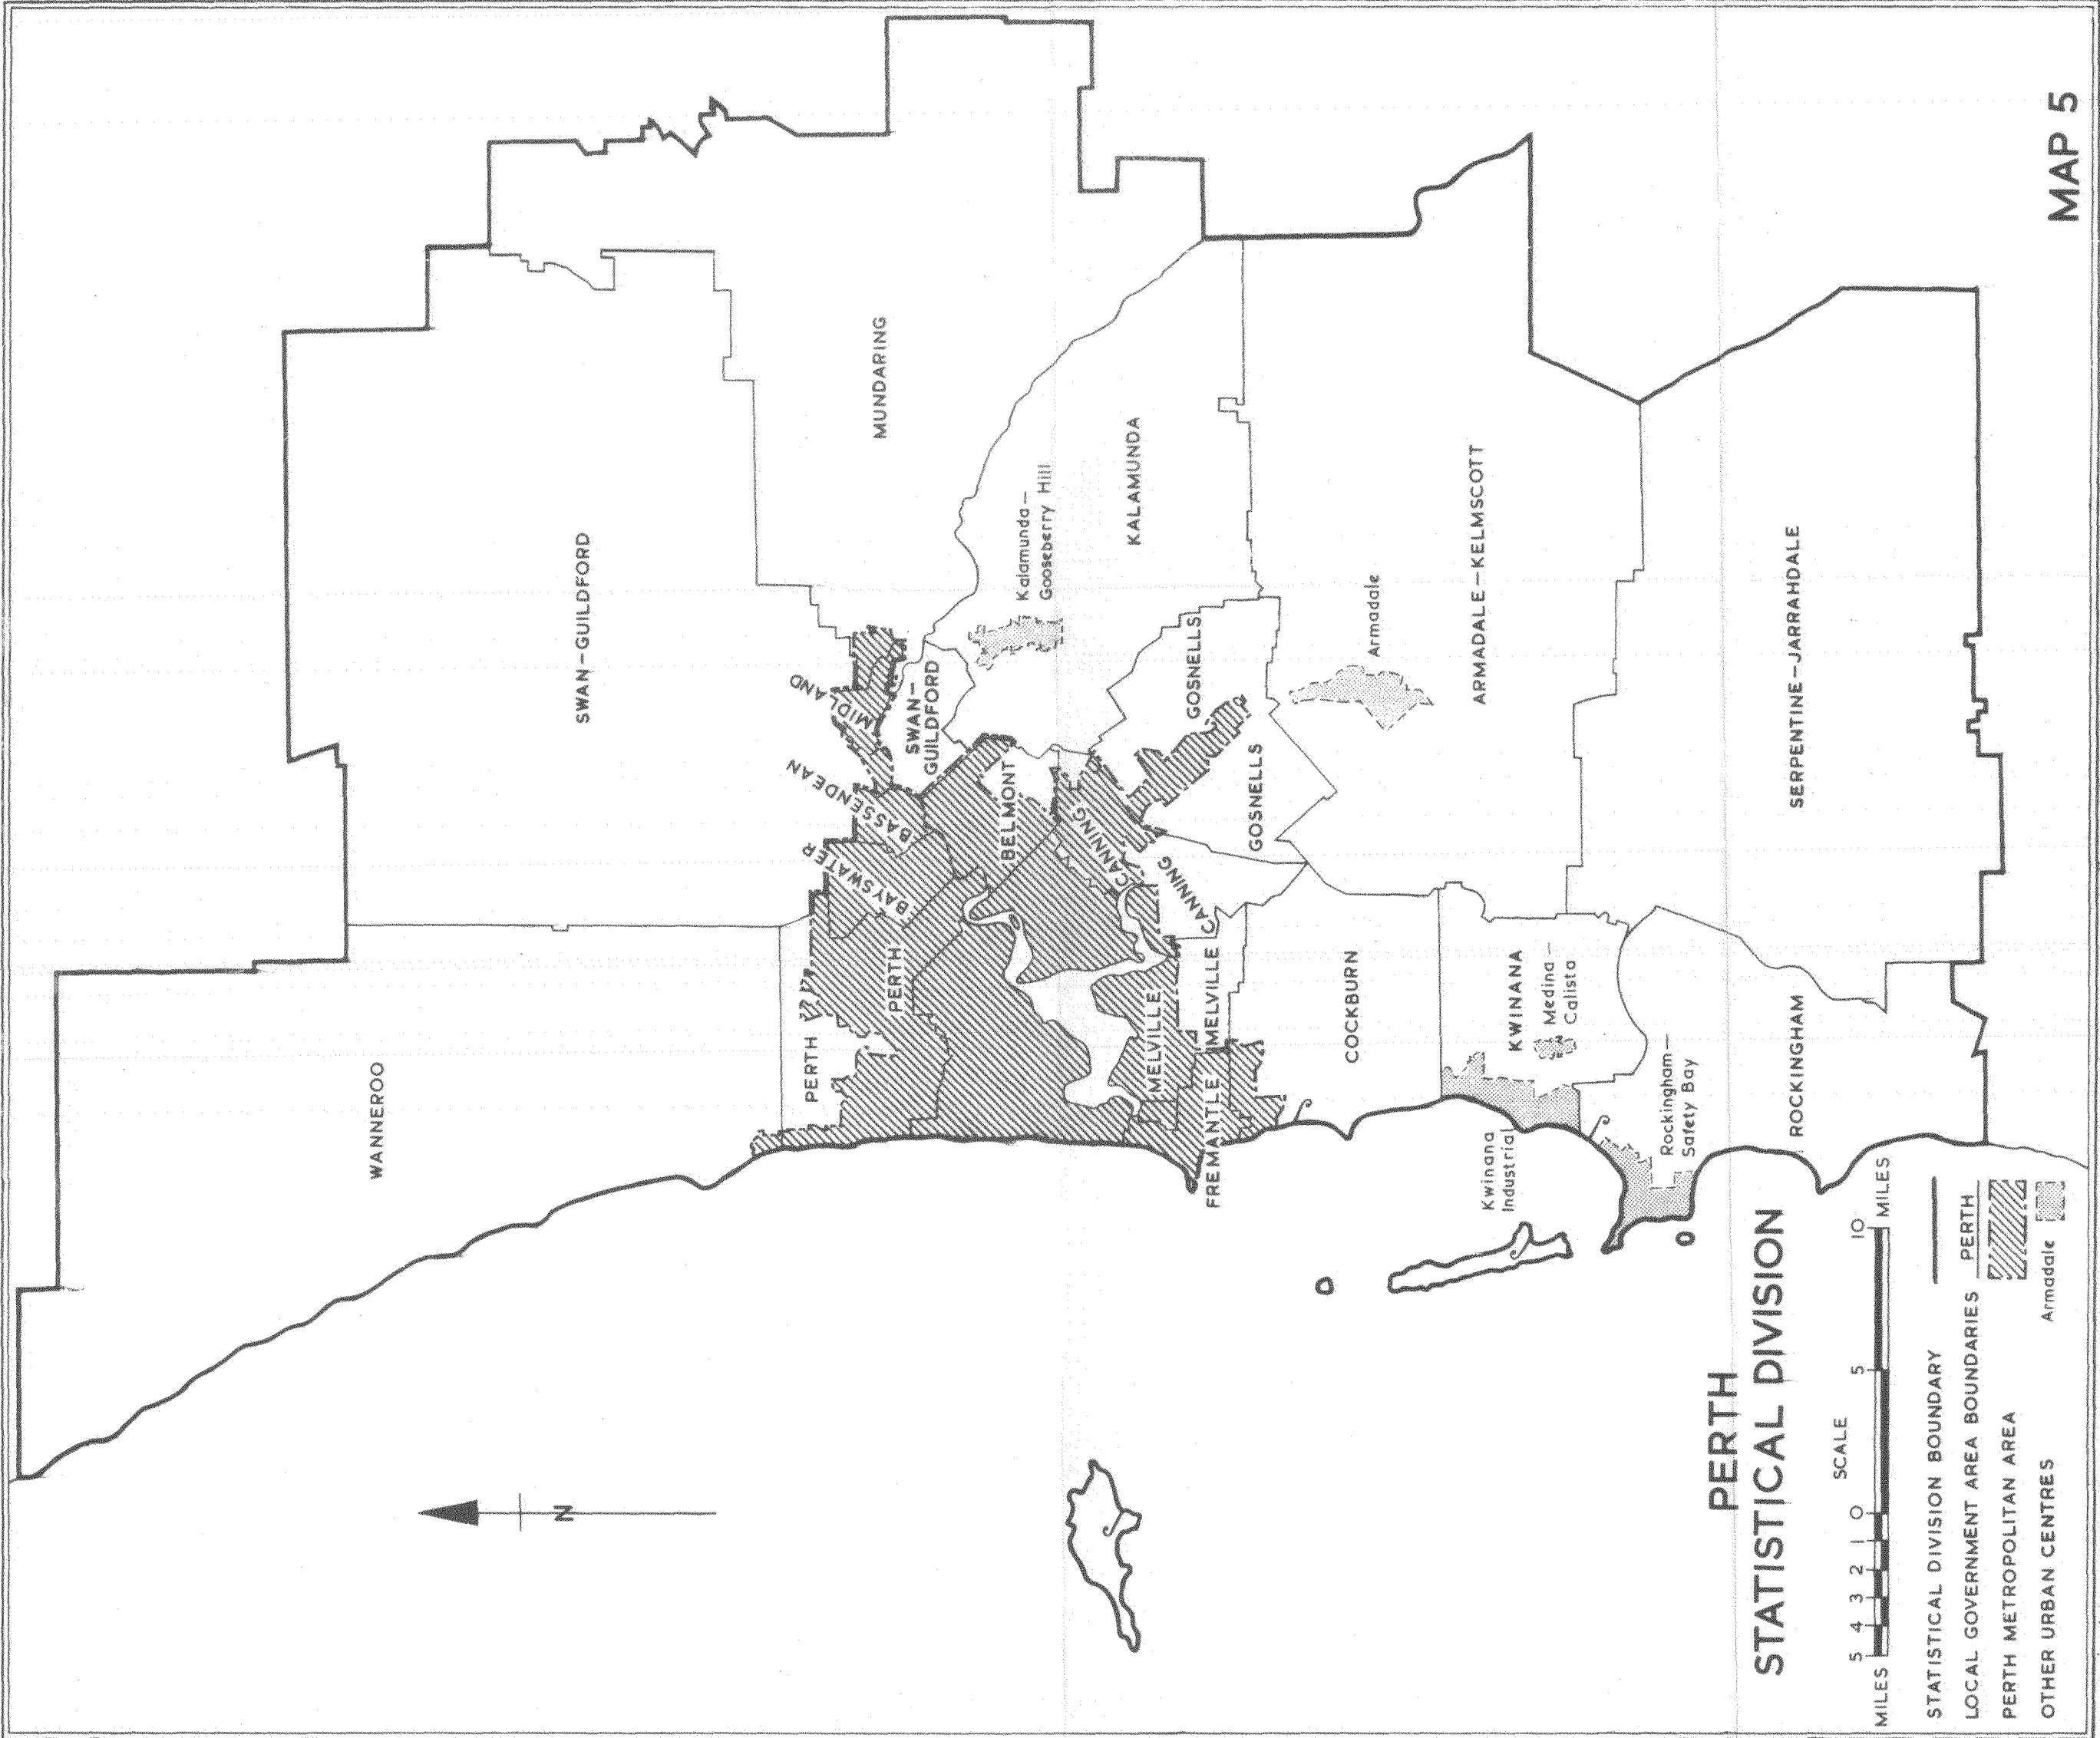 MAP 5
WANNEROO
SWAN-GUILDFORD
MUNDARING
PERTH
PERTH
BAYSWATER
BASSENDEAN
MIDLAND
SWAN-
GUILDFORD
BELMONT
Kalamunda-
Gooseberry Hill
KALAMUNDA
CANNING
CANNING
CANNING
GOSNELLS
GOSNELLS
MELVILLE
MELVILLE
FREMANTLE
COCKBURN
Armadale
ARMADALE-KELMSCOTT
KWINANA
Medina-
Calista
Kwinana
Industrial
Rockingham-
Safety Bay
ROCKINGHAM
SERPENTINE-JARRAHDALE
N
PERTH
STATISTICAL DIVISION
SCALE
MILES 5 4 3 2 1 0 5 10 MILES
STATISTICAL DIVISION BOUNDARY
LOCAL GOVERNMENT AREA BOUNDARIES PERTH
PERTH METROPOLITAN AREA
OTHER URBAN CENTRES Armadale